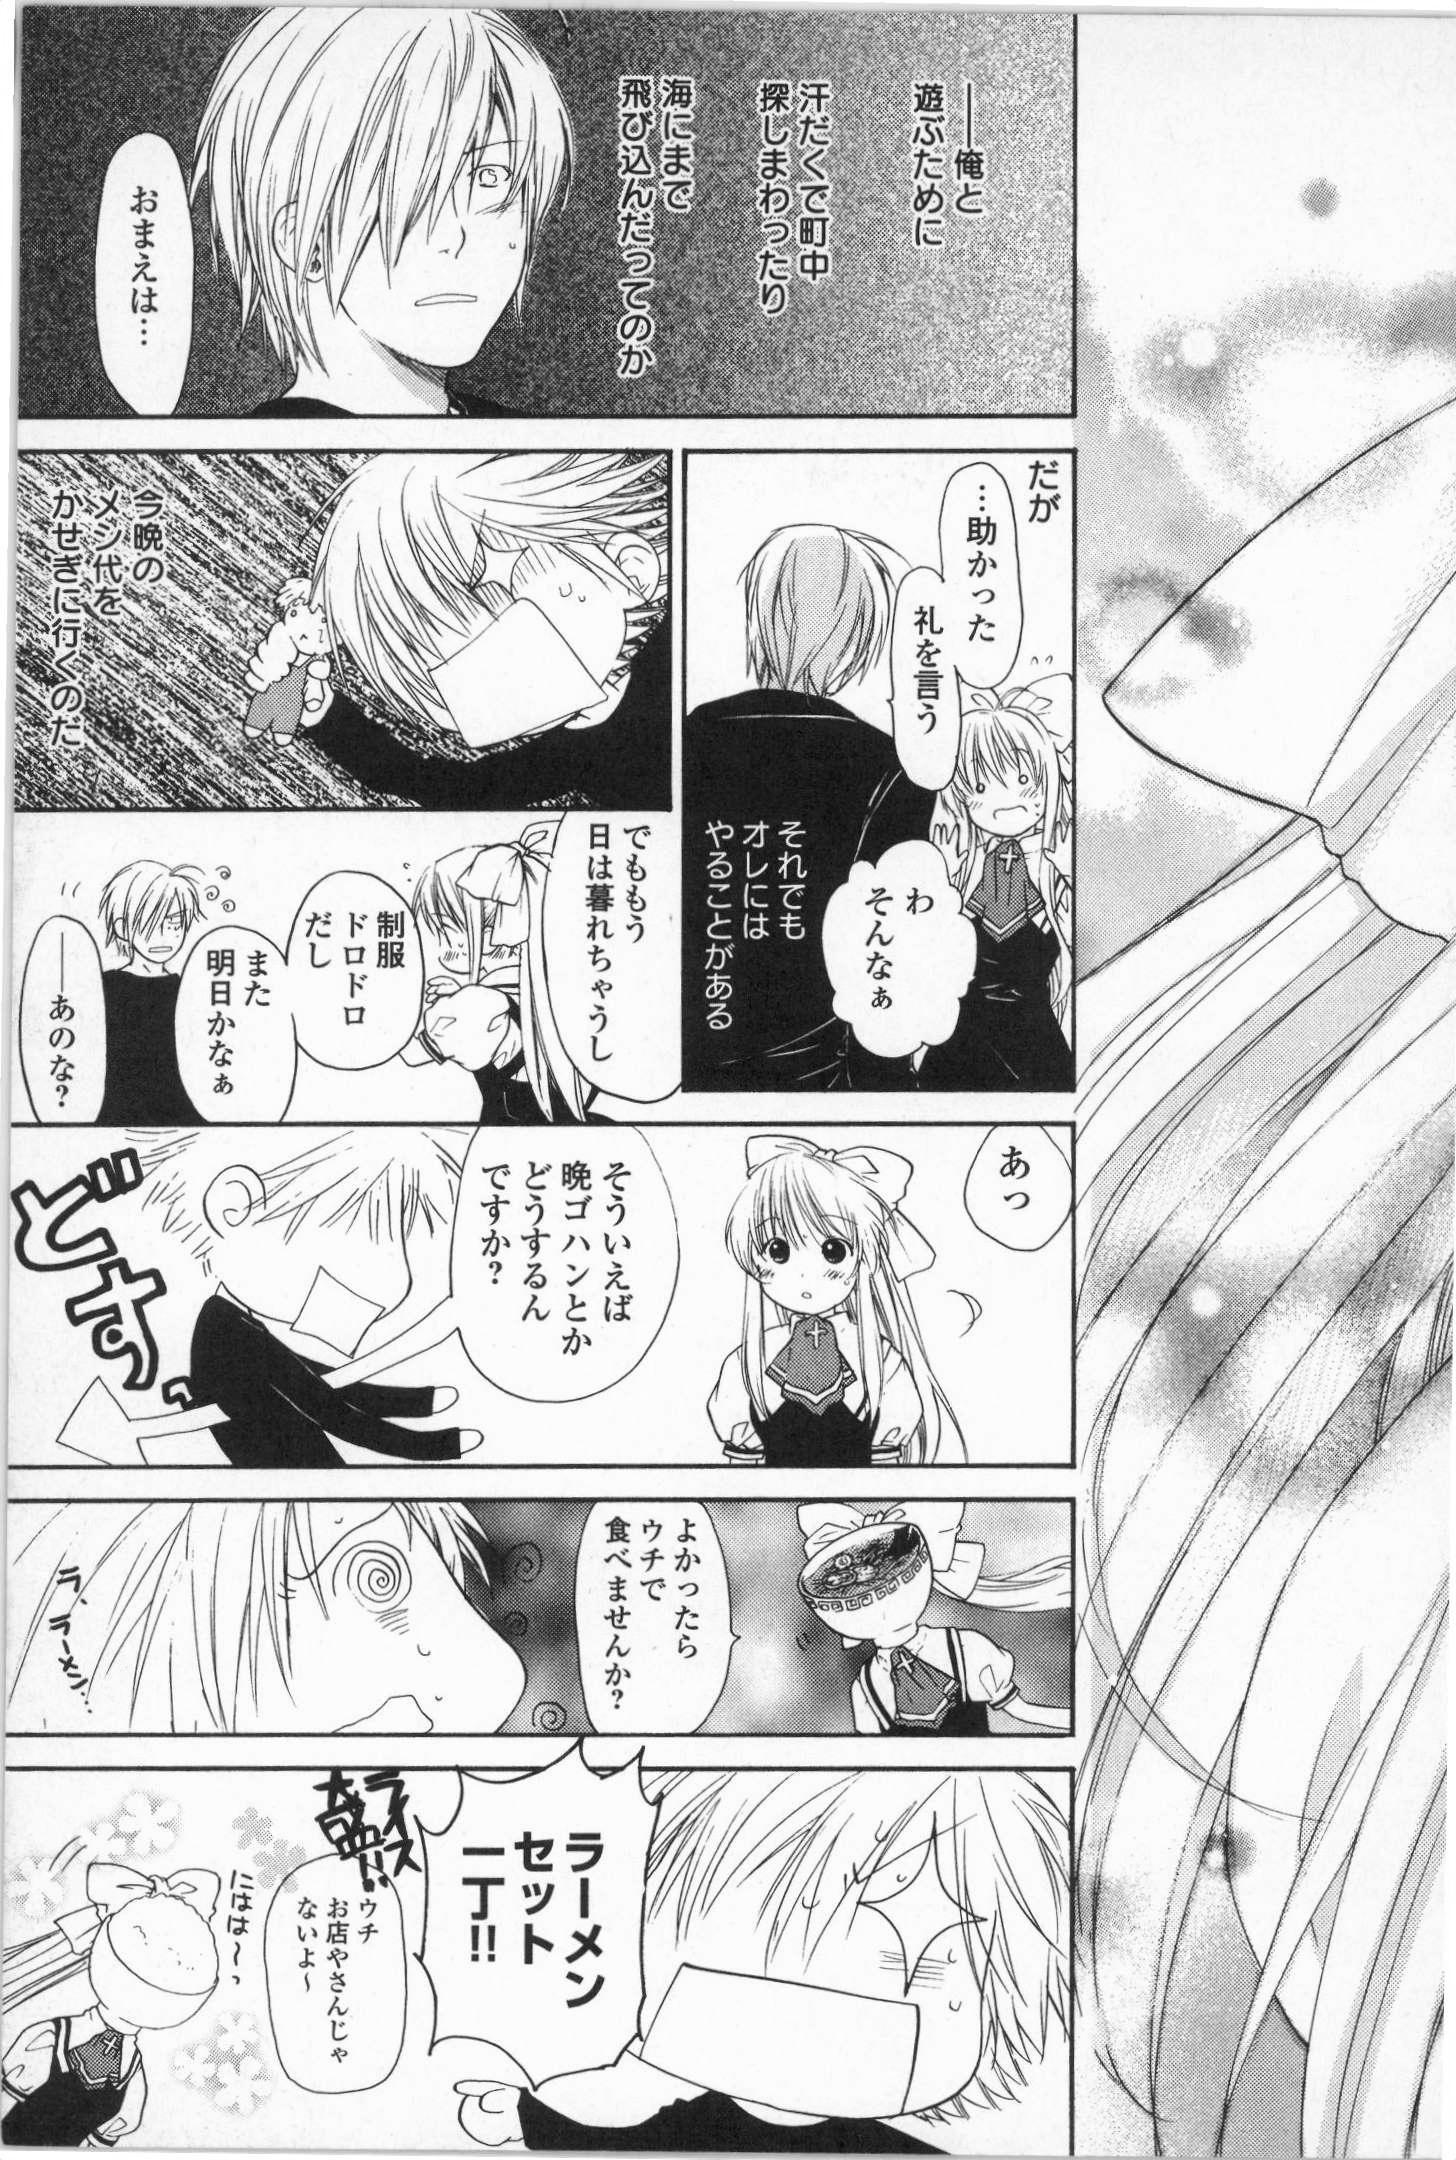 ――俺と
遊ぶために
汗だくで町中
探しまわったり
海にまで
飛び込んだってのか
おまえは…
だが
…助かった
礼を言う
わ
そんなぁ
それでも
オレには
やることがある
今晩の
メン代を
かせぎに行くのだ
でももう
日は暮れちゃうし
制服
ドロドロ
だし
また
明日かなぁ
――あのな?
あっ
そういえば
晩ゴハンとか
どうするん
ですか?
どさっ
よかったら
ウチで
食べませんか?
ラ、
ラーメン…
ラーメン
セット
一丁!!
ライス
大盛!!
ウチ
お店やさんじゃ
ないよ〜
にはは〜っ